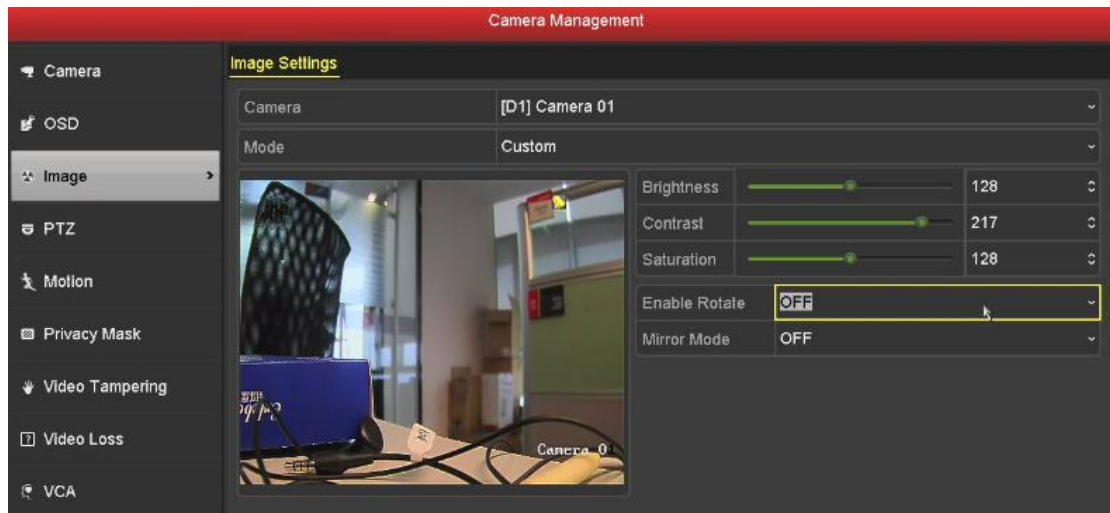 Camera Management
Camera
OSD
Image
PTZ
Motion
Privacy Mask
Video Tampering
Video Loss
VCA
Image Settings
Camera [D1] Camera 01
Mode Custom
Brightness 128
Contrast 217
Saturation 128
Enable Rotate OFF
Mirror Mode OFF
Camera 0